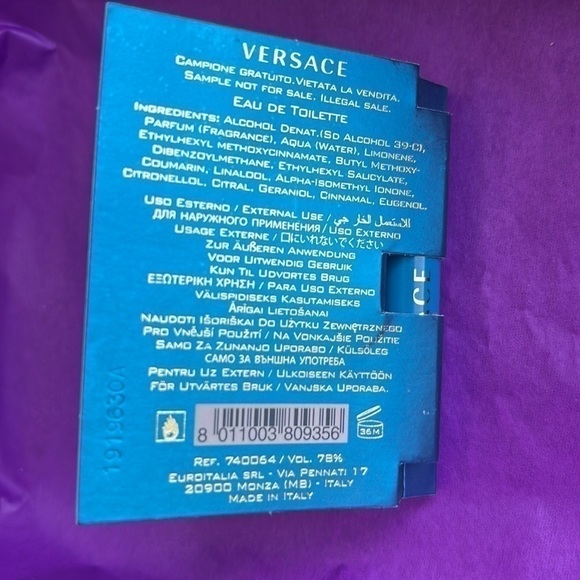 VERSACE
CAMPIONE GRATUITO.VIETATA LA VENDITA.
SAMPLE NOT FOR SALE. ILLEGAL SALE.
EAU DE TOILETTE
INGREDIENTS: ALCOHOL DENAT.(SD ALCOHOL 39-C),
PARFUM (FRAGRANCE), AQUA (WATER), LIMONENE,
ETHYLHEXYL METHOXYCINNAMATE, BUTYL METHOXY-
DIBENZOYLMETHANE, ETHYLHEXYL SALICYLATE,
COUMARIN, LINALOOL, ALPHA-ISOMETHYL IONONE,
CITRONELLOL, CITRAL, GERANIOL, CINNAMAL, EUGENOL.
USO ESTERNO / EXTERNAL USE / الاستعمال الخارجي
ДЛЯ НАРУЖНОГО ПРИМЕНЕНИЯ / USO EXTERNO
USAGE EXTERNE / 口にいれないでください
ZUR ÄUßEREN ANWENDUNG
VOOR UITWENDIG GEBRUIK
KUN TIL UDVORTES BRUG
ΕΞΩΤΕΡΙΚΗ ΧΡΗΣΗ / PARA USO EXTERNO
VÄLISPIDISEKS KASUTAMISEKS
ĀRĪGAI LIETOŠANAI
NAUDOTI IŠORIŠKAI DO UŻYTKU ZEWNĘTRZNEGO
PRO VNĚJŠÍ POUŽITÍ / NA VONKAJŠIE POUŽITIE
SAMO ZA ZUNANJO UPORABO / KÜLSŐLEG
САМО ЗА ВЪНШНА УПОТРЕБА
PENTRU UZ EXTERN / ULKOISEEN KÄYTTÖÖN
FÖR UTVÄRTES BRUK / VANJSKA UPORABA.
8 011003 809356
36M
REF. 740064 / VOL. 78%
EUROITALIA SRL - VIA PENNATI 17
20900 MONZA (MB) - ITALY
MADE IN ITALY
1919630A
CE